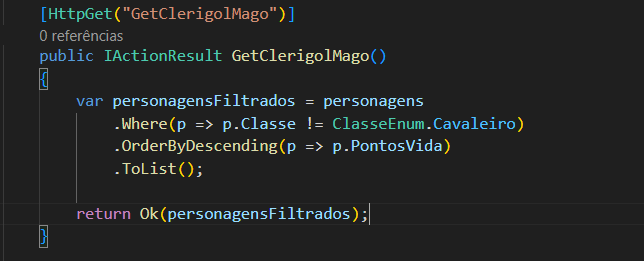 [HttpGet("GetClerigolMago")]
0 referências
public IActionResult GetClerigolMago()
{
var personagensFiltrados = personagens
.Where(p => p.Classe != ClasseEnum.Cavaleiro)
.OrderByDescending(p => p.PontosVida)
.ToList();
return Ok(personagensFiltrados);
}